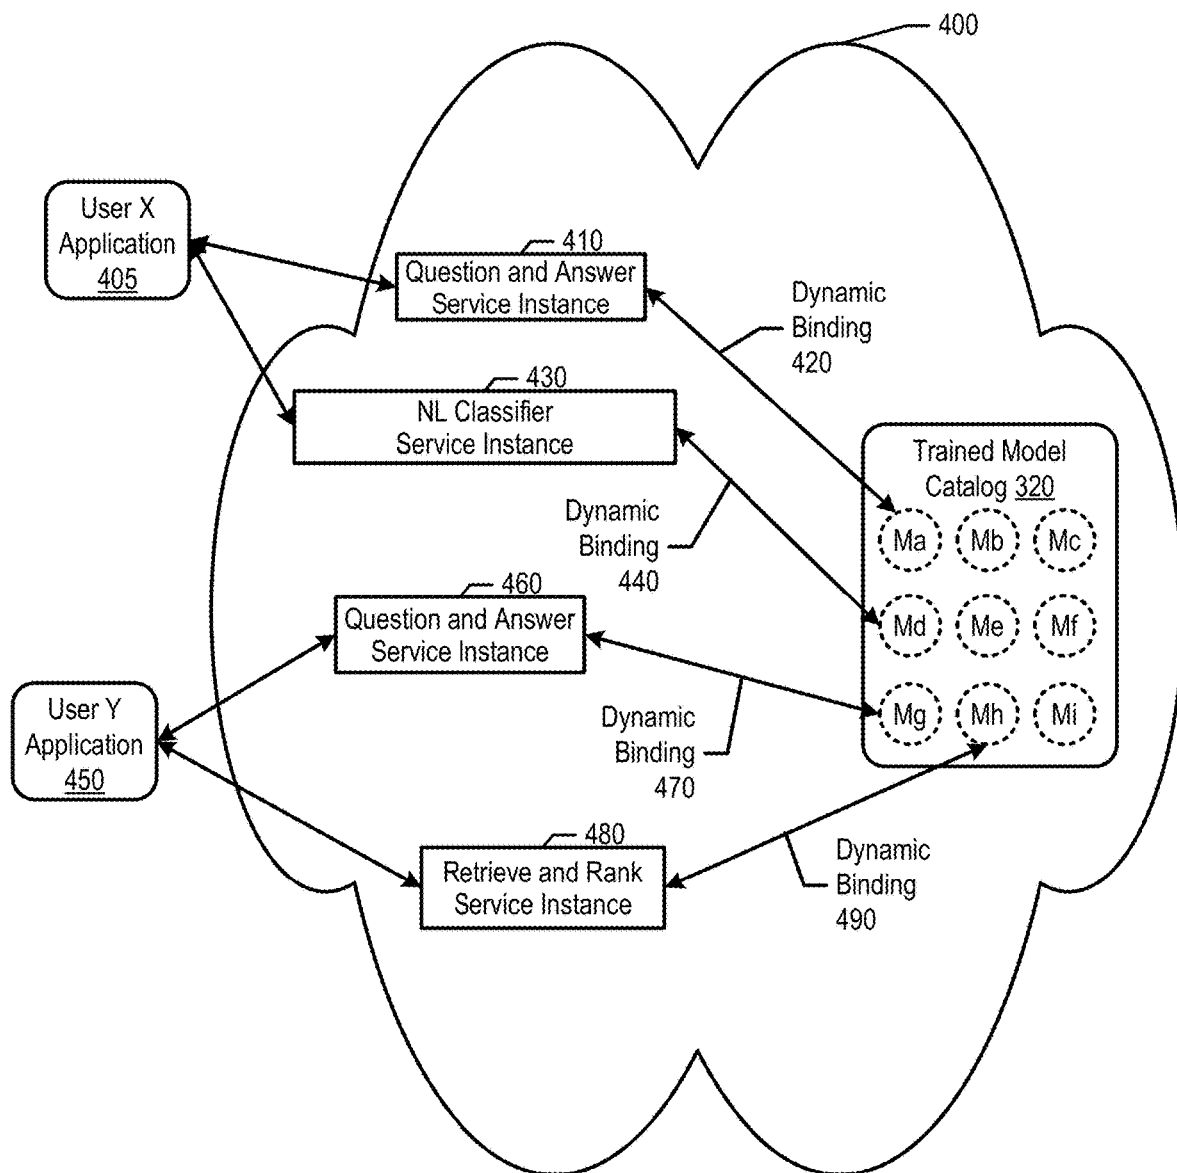 400
User X
Application
405
410
Question and Answer
Service Instance
Dynamic
Binding
420
430
NL Classifier
Service Instance
Trained Model
Catalog 320
Ma Mb Mc
Md Me Mf
Mg Mh Mi
Dynamic
Binding
440
460
Question and Answer
Service Instance
User Y
Application
450
Dynamic
Binding
470
480
Retrieve and Rank
Service Instance
Dynamic
Binding
490